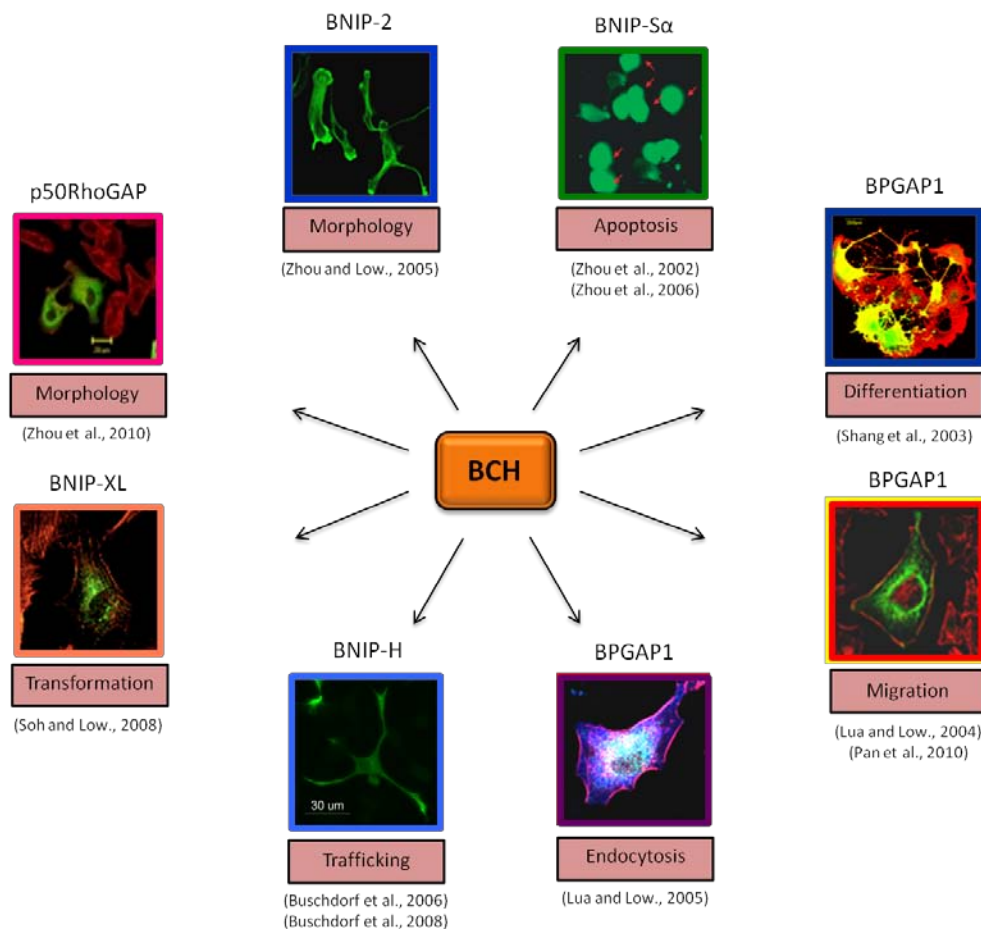 BNIP-2
Morphology
(Zhou and Low., 2005)
BNIP-Sα
Apoptosis
(Zhou et al., 2002)
(Zhou et al., 2006)
p50RhoGAP
20 µm
Morphology
(Zhou et al., 2010)
BPGAP1
Differentiation
(Shang et al., 2003)
BCH
BNIP-XL
Transformation
(Soh and Low., 2008)
BPGAP1
Migration
(Lua and Low., 2004)
(Pan et al., 2010)
BNIP-H
30 um
Trafficking
(Buschdorf et al., 2006)
(Buschdorf et al., 2008)
BPGAP1
Endocytosis
(Lua and Low., 2005)